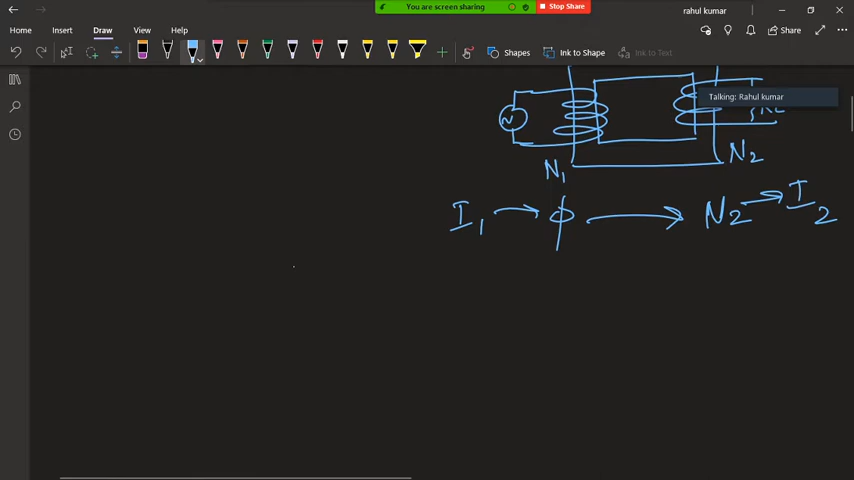 You are screen sharing
Stop Share
rahul kumar
Home Insert Draw View Help Share
Shapes Ink to Shape Ink to Text
Talking: Rahul kumar
N1 N2
I1 → ϕ → N2 → I2